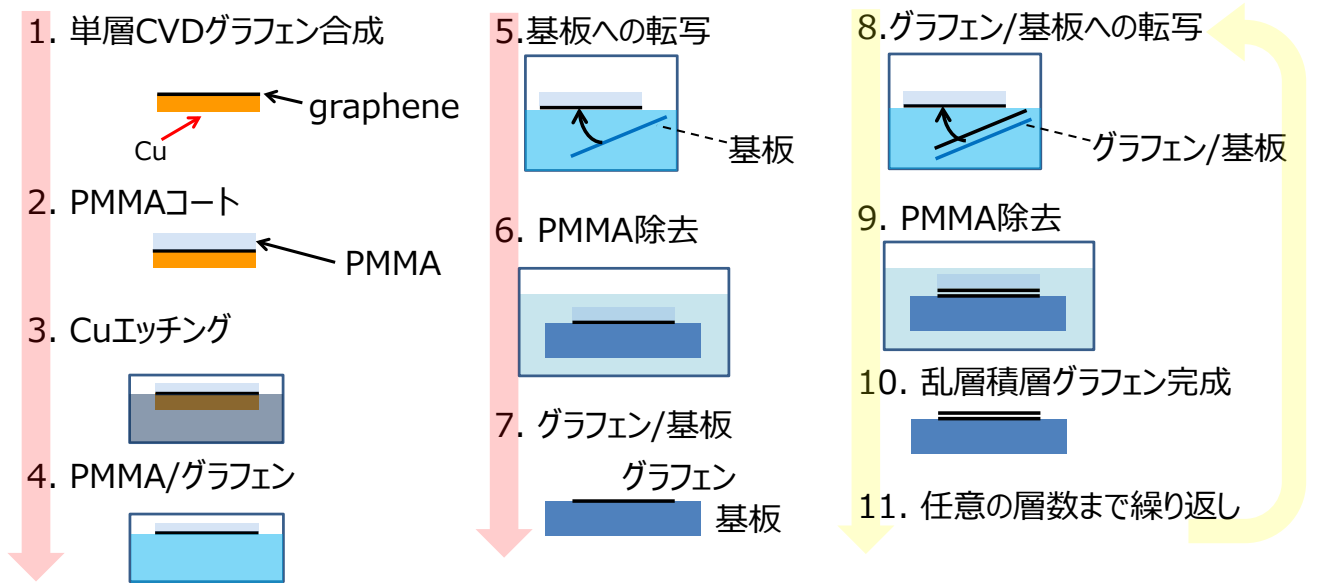 1. 単層CVDグラフェン合成
graphene
Cu
2. PMMAコート
PMMA
3. Cuエッチング
4. PMMA/グラフェン
5.基板への転写
基板
6. PMMA除去
7. グラフェン/基板
グラフェン
基板
8.グラフェン/基板への転写
グラフェン/基板
9. PMMA除去
10. 乱層積層グラフェン完成
11. 任意の層数まで繰り返し